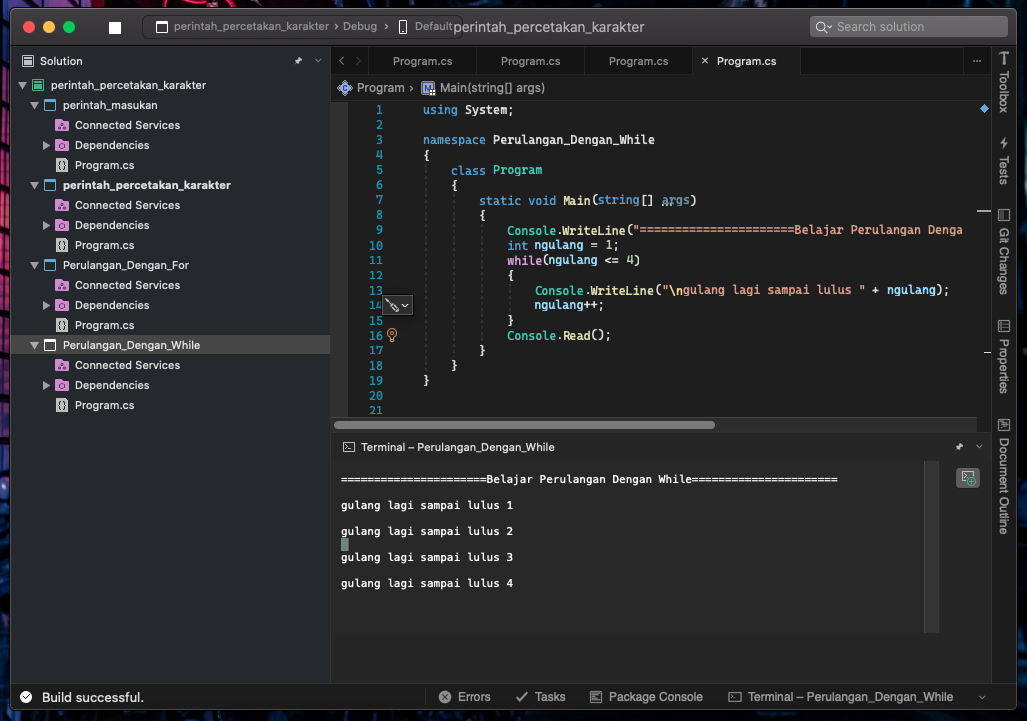 perintah_percetakan_karakter › Debug › Default
perintah_percetakan_karakter
Search solution
Solution
perintah_percetakan_karakter
perintah_masukan
Connected Services
Dependencies
Program.cs
perintah_percetakan_karakter
Connected Services
Dependencies
Program.cs
Perulangan_Dengan_For
Connected Services
Dependencies
Program.cs
Perulangan_Dengan_While
Connected Services
Dependencies
Program.cs
Program.cs Program.cs Program.cs × Program.cs
Program › M Main(string[] args)
1 using System;
2
3 namespace Perulangan_Dengan_While
4 {
5 class Program
6 {
7 static void Main(string[] args)
8 {
9 Console.WriteLine("======================Belajar Perulangan Denga
10 int ngulang = 1;
11 while(ngulang <= 4)
12 {
13 Console.WriteLine("\ngulang lagi sampai lulus " + ngulang);
14 ngulang++;
15 }
16 Console.Read();
17 }
18 }
19 }
20
21
Terminal – Perulangan_Dengan_While
======================Belajar Perulangan Dengan While======================
gulang lagi sampai lulus 1
gulang lagi sampai lulus 2
gulang lagi sampai lulus 3
gulang lagi sampai lulus 4
Toolbox
Tests
Git Changes
Properties
Document Outline
Build successful.
Errors
Tasks
Package Console
Terminal – Perulangan_Dengan_While